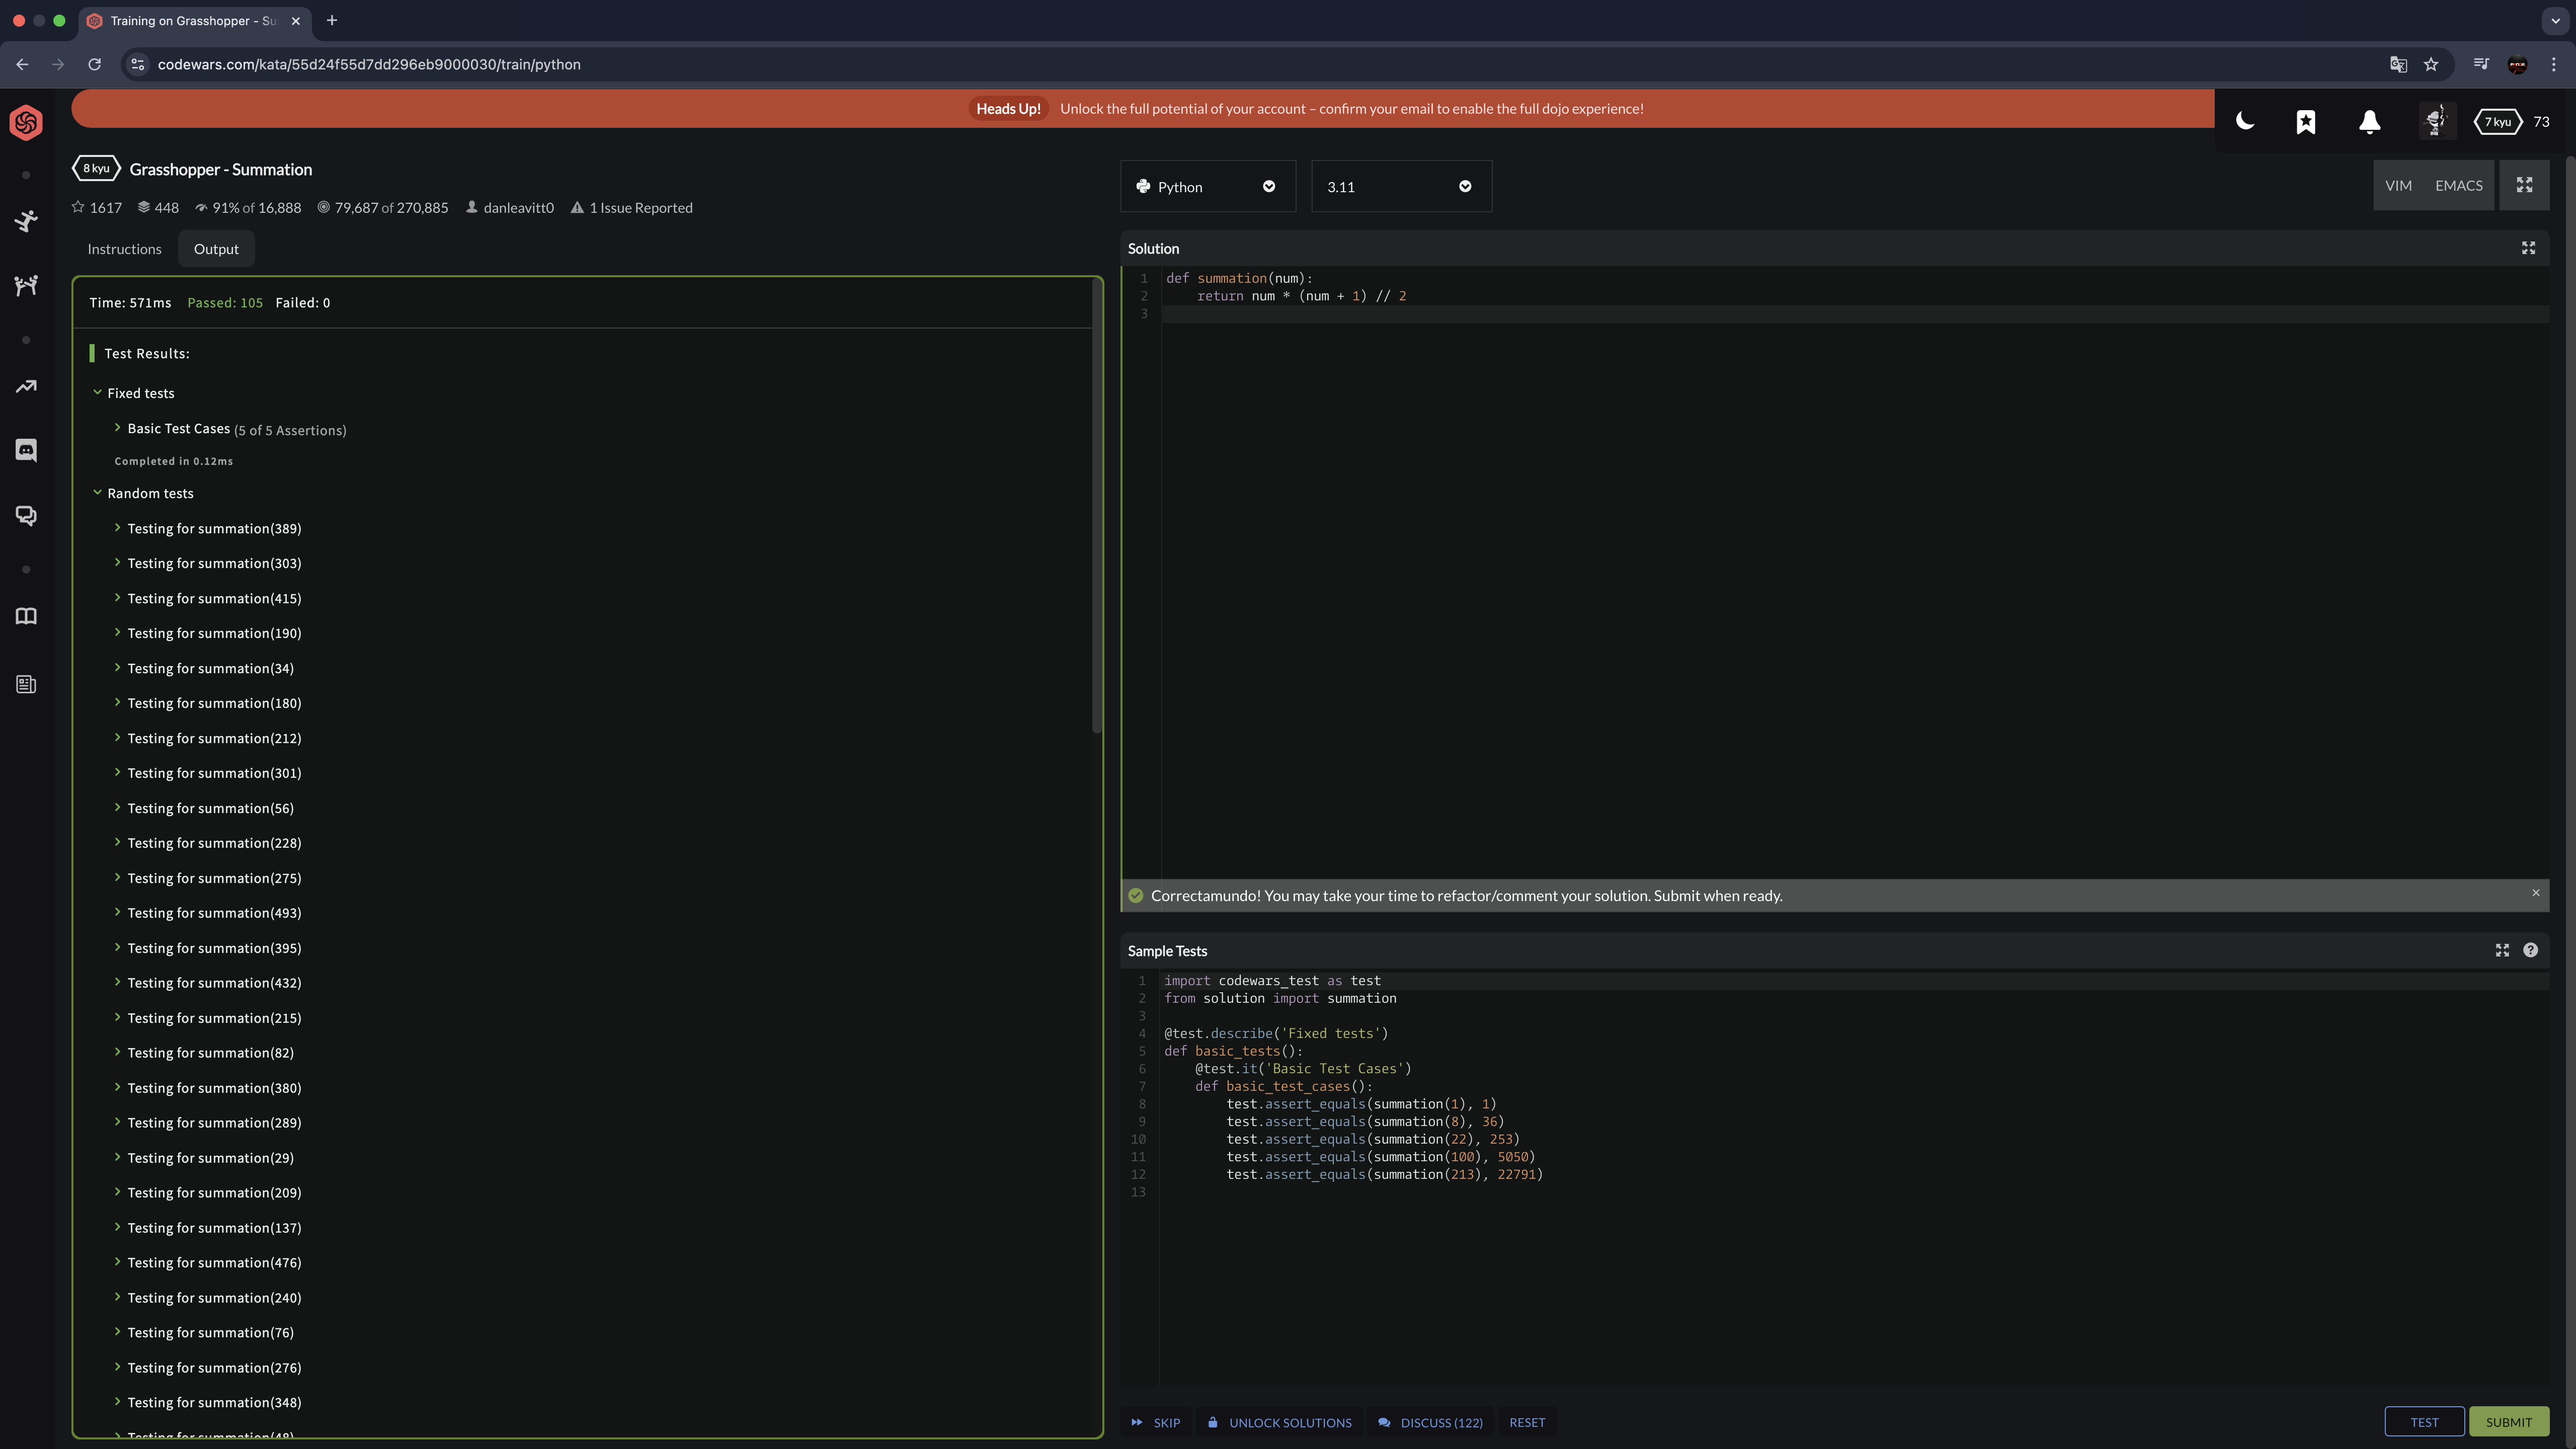 Training on Grasshopper - Su
codewars.com/kata/55d24f55d7dd296eb9000030/train/python
Heads Up! Unlock the full potential of your account – confirm your email to enable the full dojo experience!
7 kyu 73
8 kyu Grasshopper - Summation
1617 448 91% of 16,888 79,687 of 270,885 danleavitt0 1 Issue Reported
Instructions Output
Time: 571ms Passed: 105 Failed: 0
Test Results:
Fixed tests
Basic Test Cases (5 of 5 Assertions)
Completed in 0.12ms
Random tests
Testing for summation(389)
Testing for summation(303)
Testing for summation(415)
Testing for summation(190)
Testing for summation(34)
Testing for summation(180)
Testing for summation(212)
Testing for summation(301)
Testing for summation(56)
Testing for summation(228)
Testing for summation(275)
Testing for summation(493)
Testing for summation(395)
Testing for summation(432)
Testing for summation(215)
Testing for summation(82)
Testing for summation(380)
Testing for summation(289)
Testing for summation(29)
Testing for summation(209)
Testing for summation(137)
Testing for summation(476)
Testing for summation(240)
Testing for summation(76)
Testing for summation(276)
Testing for summation(348)
Testing for summation(48)
Python 3.11 VIM EMACS
Solution
1 def summation(num):
2 return num * (num + 1) // 2
3
Correctamundo! You may take your time to refactor/comment your solution. Submit when ready.
Sample Tests
1 import codewars_test as test
2 from solution import summation
3
4 @test.describe('Fixed tests')
5 def basic_tests():
6 @test.it('Basic Test Cases')
7 def basic_test_cases():
8 test.assert_equals(summation(1), 1)
9 test.assert_equals(summation(8), 36)
10 test.assert_equals(summation(22), 253)
11 test.assert_equals(summation(100), 5050)
12 test.assert_equals(summation(213), 22791)
13
SKIP UNLOCK SOLUTIONS DISCUSS (122) RESET TEST SUBMIT